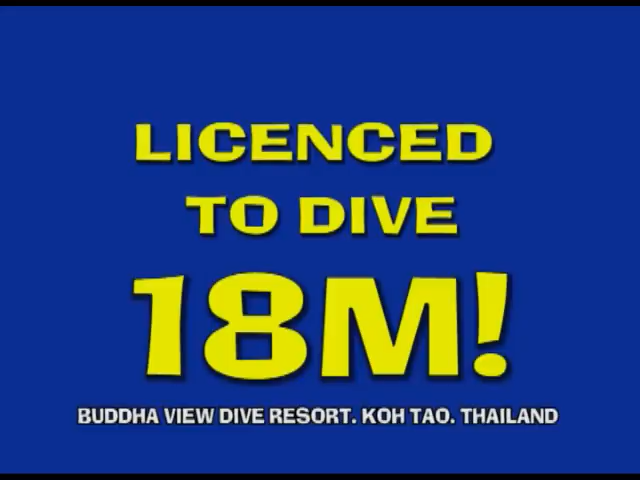 LICENCED
TO DIVE
18M!
BUDDHA VIEW DIVE RESORT. KOH TAO. THAILAND